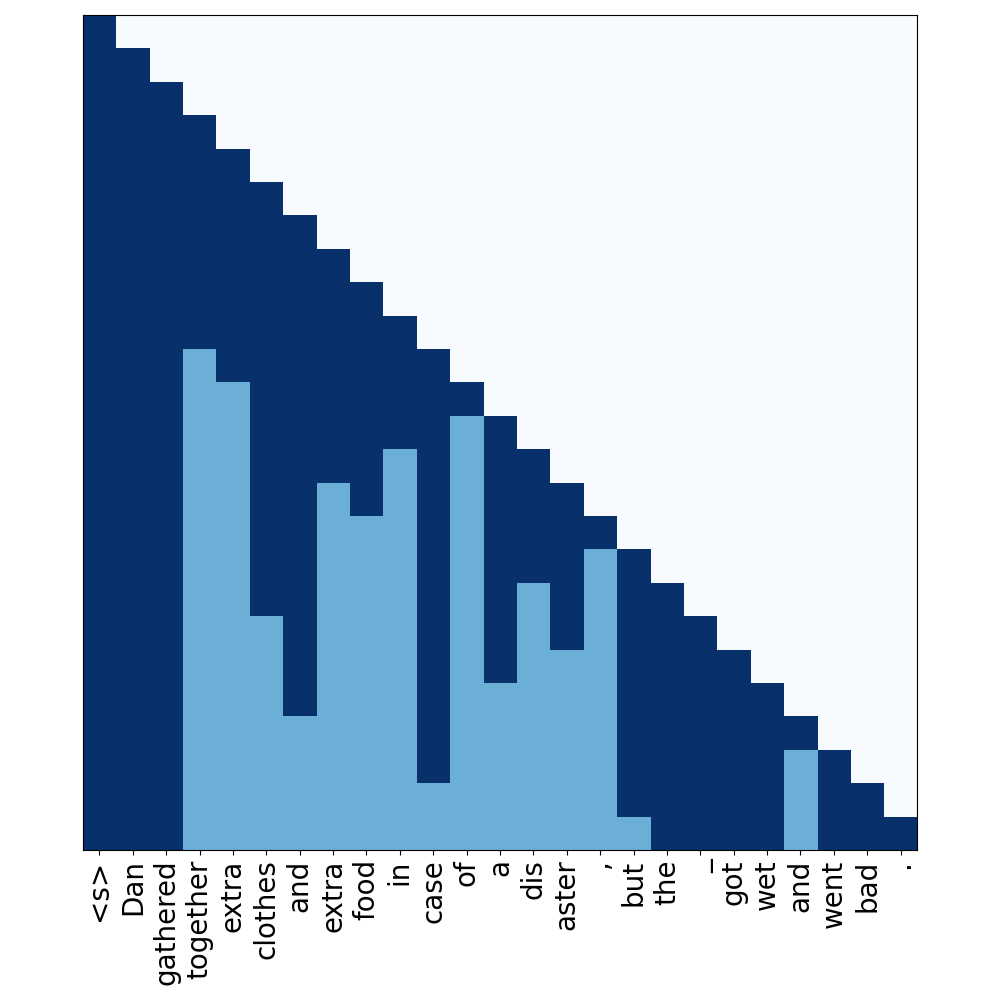 <s> Dan gathered together extra clothes and extra food in case of a dis aster , but the _ got wet and went bad .